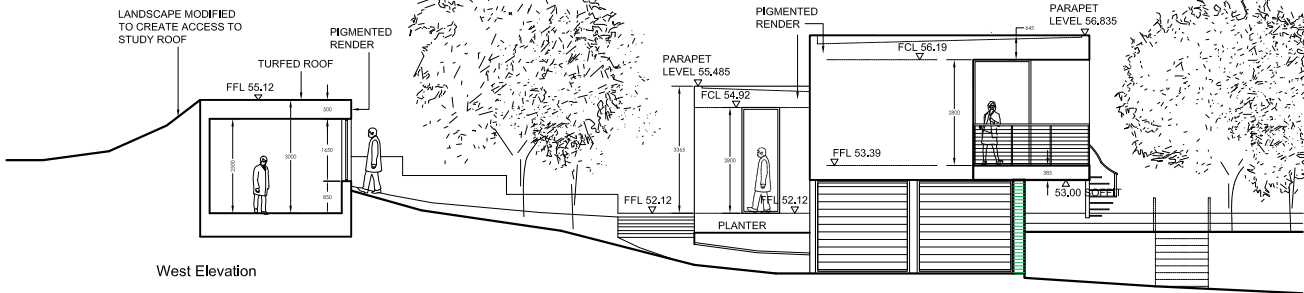 LANDSCAPE MODIFIED
TO CREATE ACCESS TO
STUDY ROOF
TURFED ROOF
PIGMENTED
RENDER
FFL 55.12
500
2500
3000
1650
850
West Elevation
FFL 52.12
PARAPET
LEVEL 55.485
FCL 54.92
3365
2800
FFL 52.12
PLANTER
PIGMENTED
RENDER
FCL 56.19
FFL 53.39
PARAPET
LEVEL 56.835
645
2800
385
53.00 SOFFIT